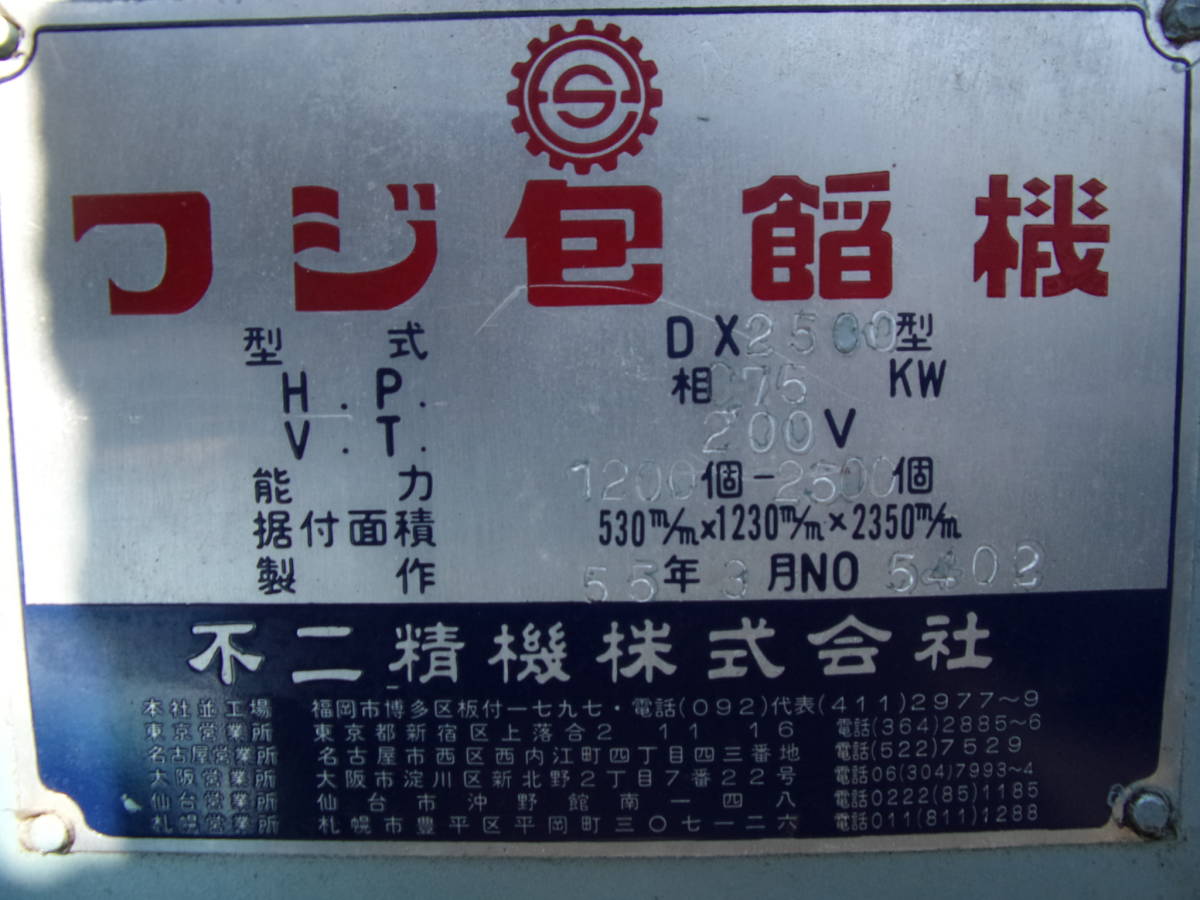 フジ包餡機
型式 DX2500型
H.P. 相 075 KW
V.T. 200V
能力 1200個-2500個
据付面積 530m/m×1230m/m×2350m/m
製作 55年3月NO 5402
不二精機株式会社
本社並工場 福岡市博多区板付一七九七・電話(092)代表(411)2977～9
東京営業所 東京都新宿区上落合2 11 16 電話(364)2885～6
名古屋営業所 名古屋市西区西内江町四丁目四三番地 電話(522)7529
大阪営業所 大阪市淀川区新北野2丁目7番22号 電話06(304)7993～4
仙台営業所 仙台市沖野館南一四八 電話0222(85)1185
札幌営業所 札幌市豊平区平岡町三〇七一二六 電話011(811)1288